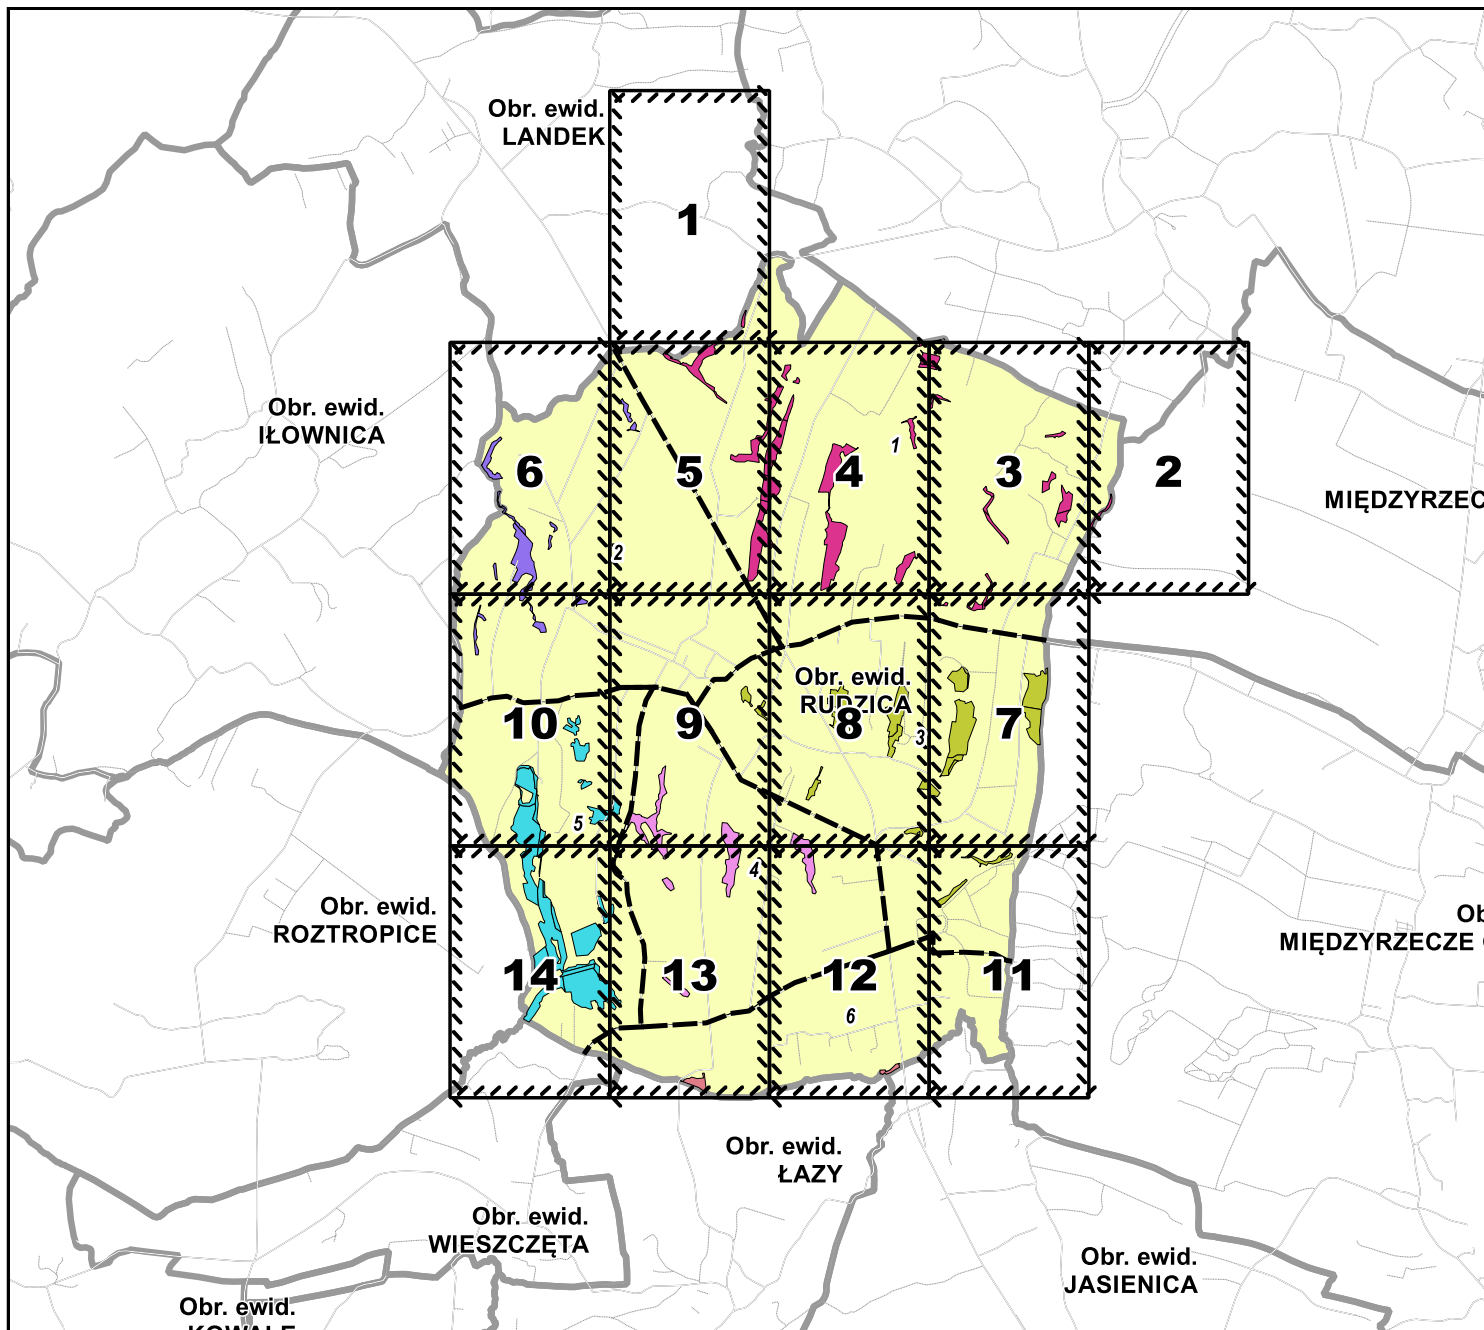 Obr. ewid.
LANDEK
1
Obr. ewid.
IŁOWNICA
6
5
4
1
3
2
MIĘDZYRZEC
2
Obr. ewid.
RUDZICA
10
9
8
3
7
5
4
Obr. ewid.
ROZTROPICE
Ob
MIĘDZYRZECZE
14
13
12
11
6
Obr. ewid.
ŁAZY
Obr. ewid.
WIESZCZĘTA
Obr. ewid.
JASIENICA
Obr. ewid.
KOWALE